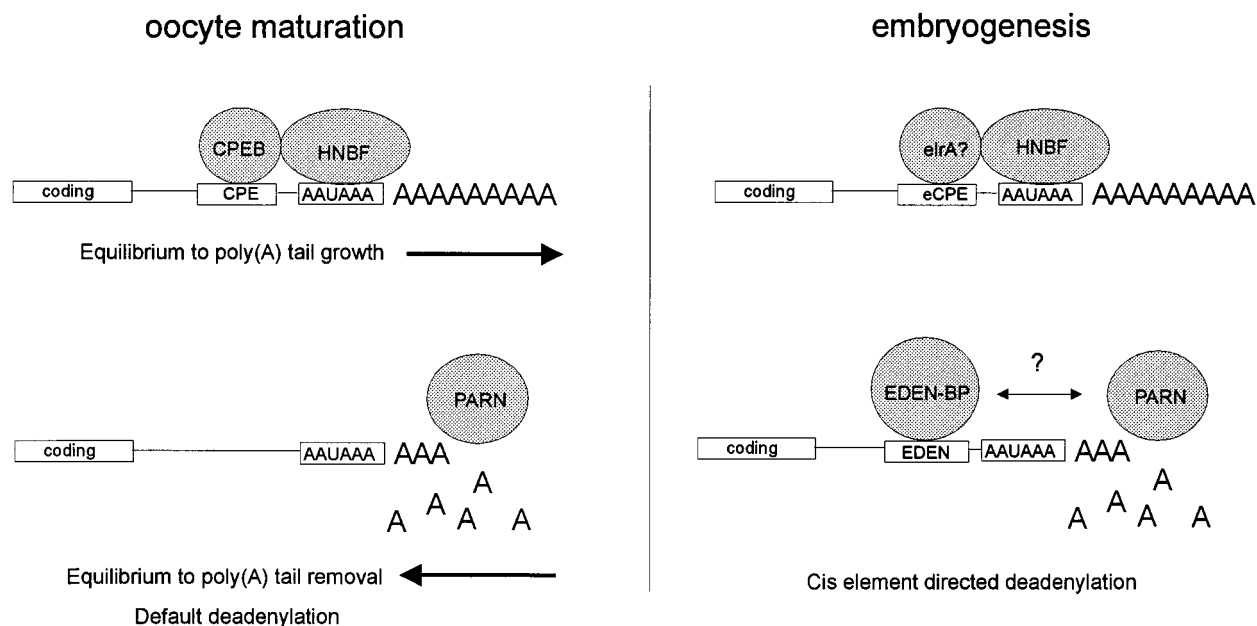 oocyte maturation
CPEB
HNBF
coding
CPE
AAUAAA
AAAAAAAAA
Equilibrium to poly(A) tail growth
PARN
coding
AAUAAA
AAA
A
A
A
A
A
Equilibrium to poly(A) tail removal
Default deadenylation
embryogenesis
elrA?
HNBF
coding
eCPE
AAUAAA
AAAAAAAAA
EDEN-BP
?
PARN
coding
EDEN
AAUAAA
AAA
A
A
A
A
A
Cis element directed deadenylation